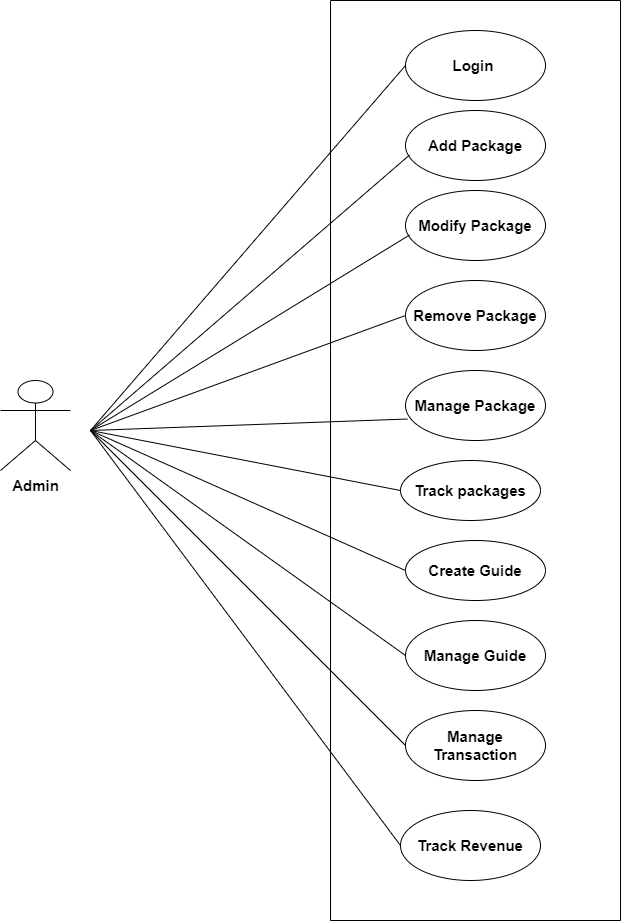 Login
Add Package
Modify Package
Remove Package
Manage Package
Admin
Track packages
Create Guide
Manage Guide
Manage
Transaction
Track Revenue